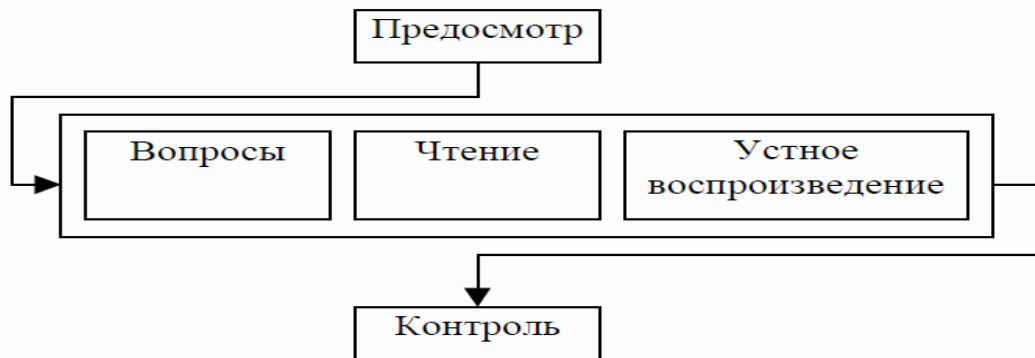 Предосмотр
Вопросы
Чтение
Устное
воспроизведение
Контроль